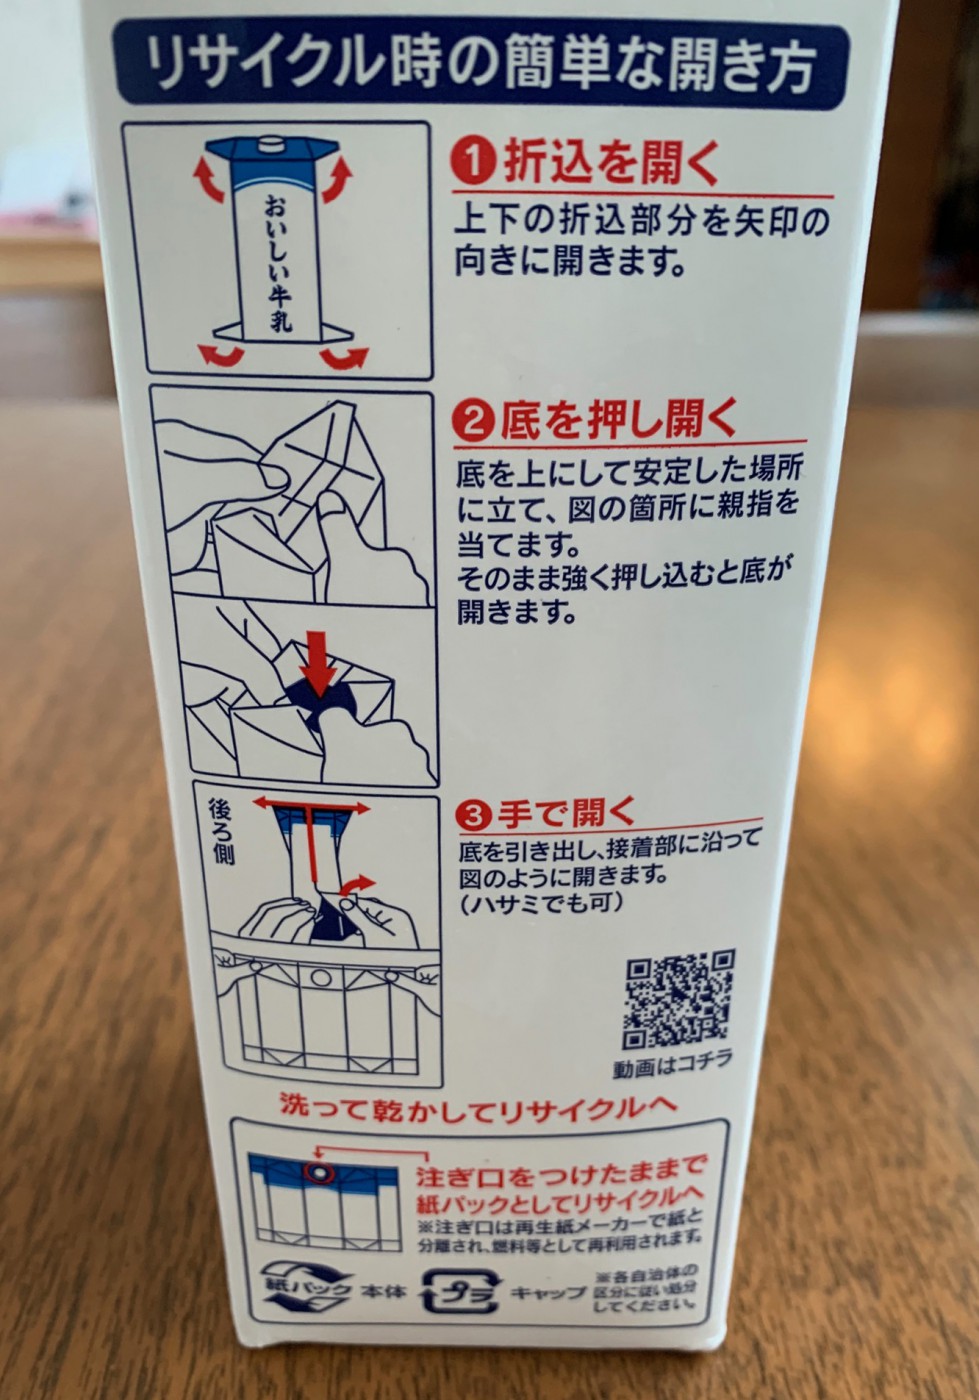 リサイクル時の簡単な開き方
おいしい牛乳
❶折込を開く
上下の折込部分を矢印の
向きに開きます。
❷底を押し開く
底を上にして安定した場所
に立て、図の箇所に親指を
当てます。
そのまま強く押し込むと底が
開きます。
後ろ側
❸手で開く
底を引き出し、接着部に沿って
図のように開きます。
（ハサミでも可）
動画はコチラ
洗って乾かしてリサイクルへ
注ぎ口をつけたままで
紙パックとしてリサイクルへ
※注ぎ口は再生紙メーカーで紙と
分離され、燃料等として再利用されます。
紙パック 本体
プラ キャップ
※各自治体の
区分に従い処分
してください。